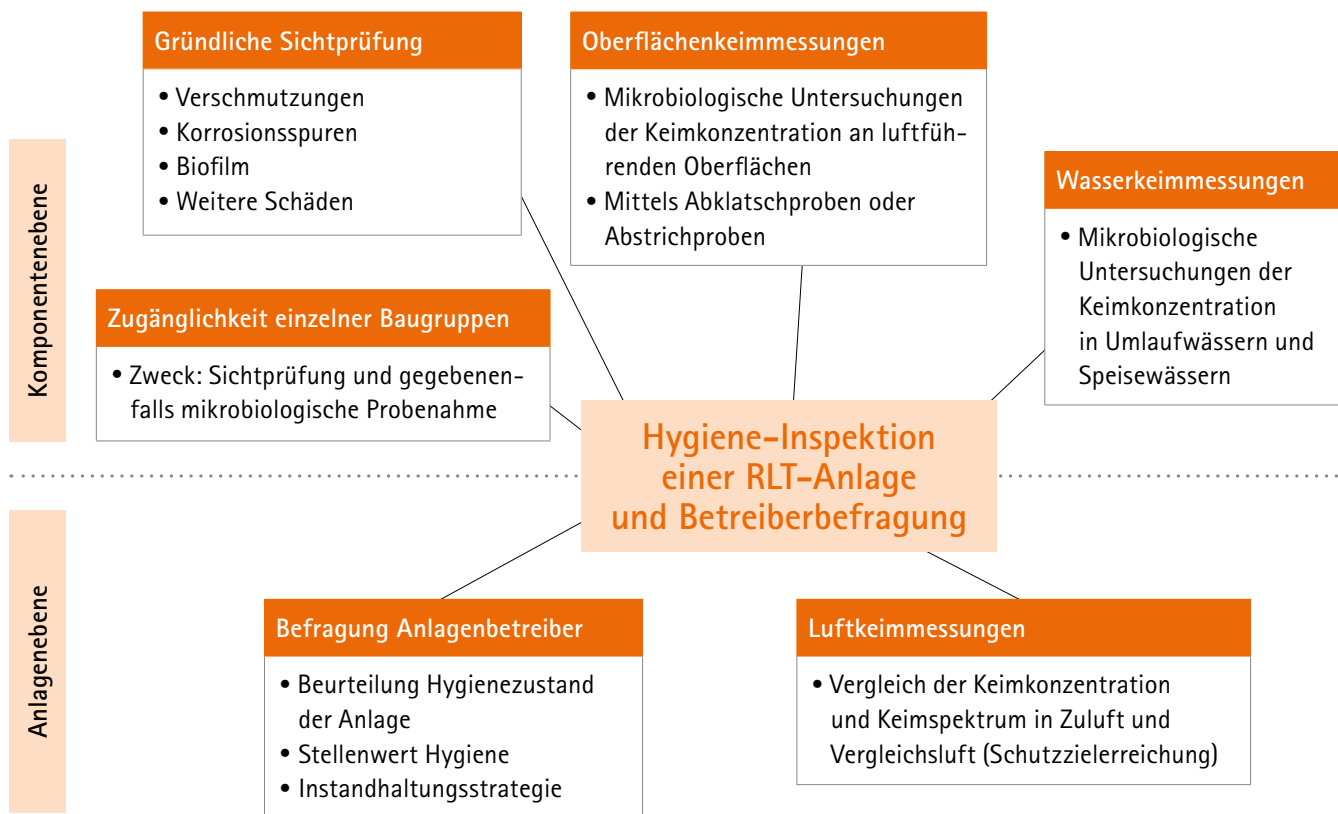 Gründliche Sichtprüfung
• Verschmutzungen
• Korrosionsspuren
• Biofilm
• Weitere Schäden
Oberflächenkeimmessungen
• Mikrobiologische Untersuchungen
der Keimkonzentration an luftfüh-
renden Oberflächen
• Mittels Abklatschproben oder
Abstrichproben
Wasserkeimmessungen
• Mikrobiologische
Untersuchungen der
Keimkonzentration
in Umlaufwässern und
Speisewässern
Komponentenebene
Zugänglichkeit einzelner Baugruppen
• Zweck: Sichtprüfung und gegebenen-
falls mikrobiologische Probenahme
Hygiene-Inspektion
einer RLT-Anlage
und Betreiberbefragung
Anlagenebene
Befragung Anlagenbetreiber
• Beurteilung Hygienezustand
der Anlage
• Stellenwert Hygiene
• Instandhaltungsstrategie
Luftkeimmessungen
• Vergleich der Keimkonzentration
und Keimspektrum in Zuluft und
Vergleichsluft (Schutzzielerreichung)